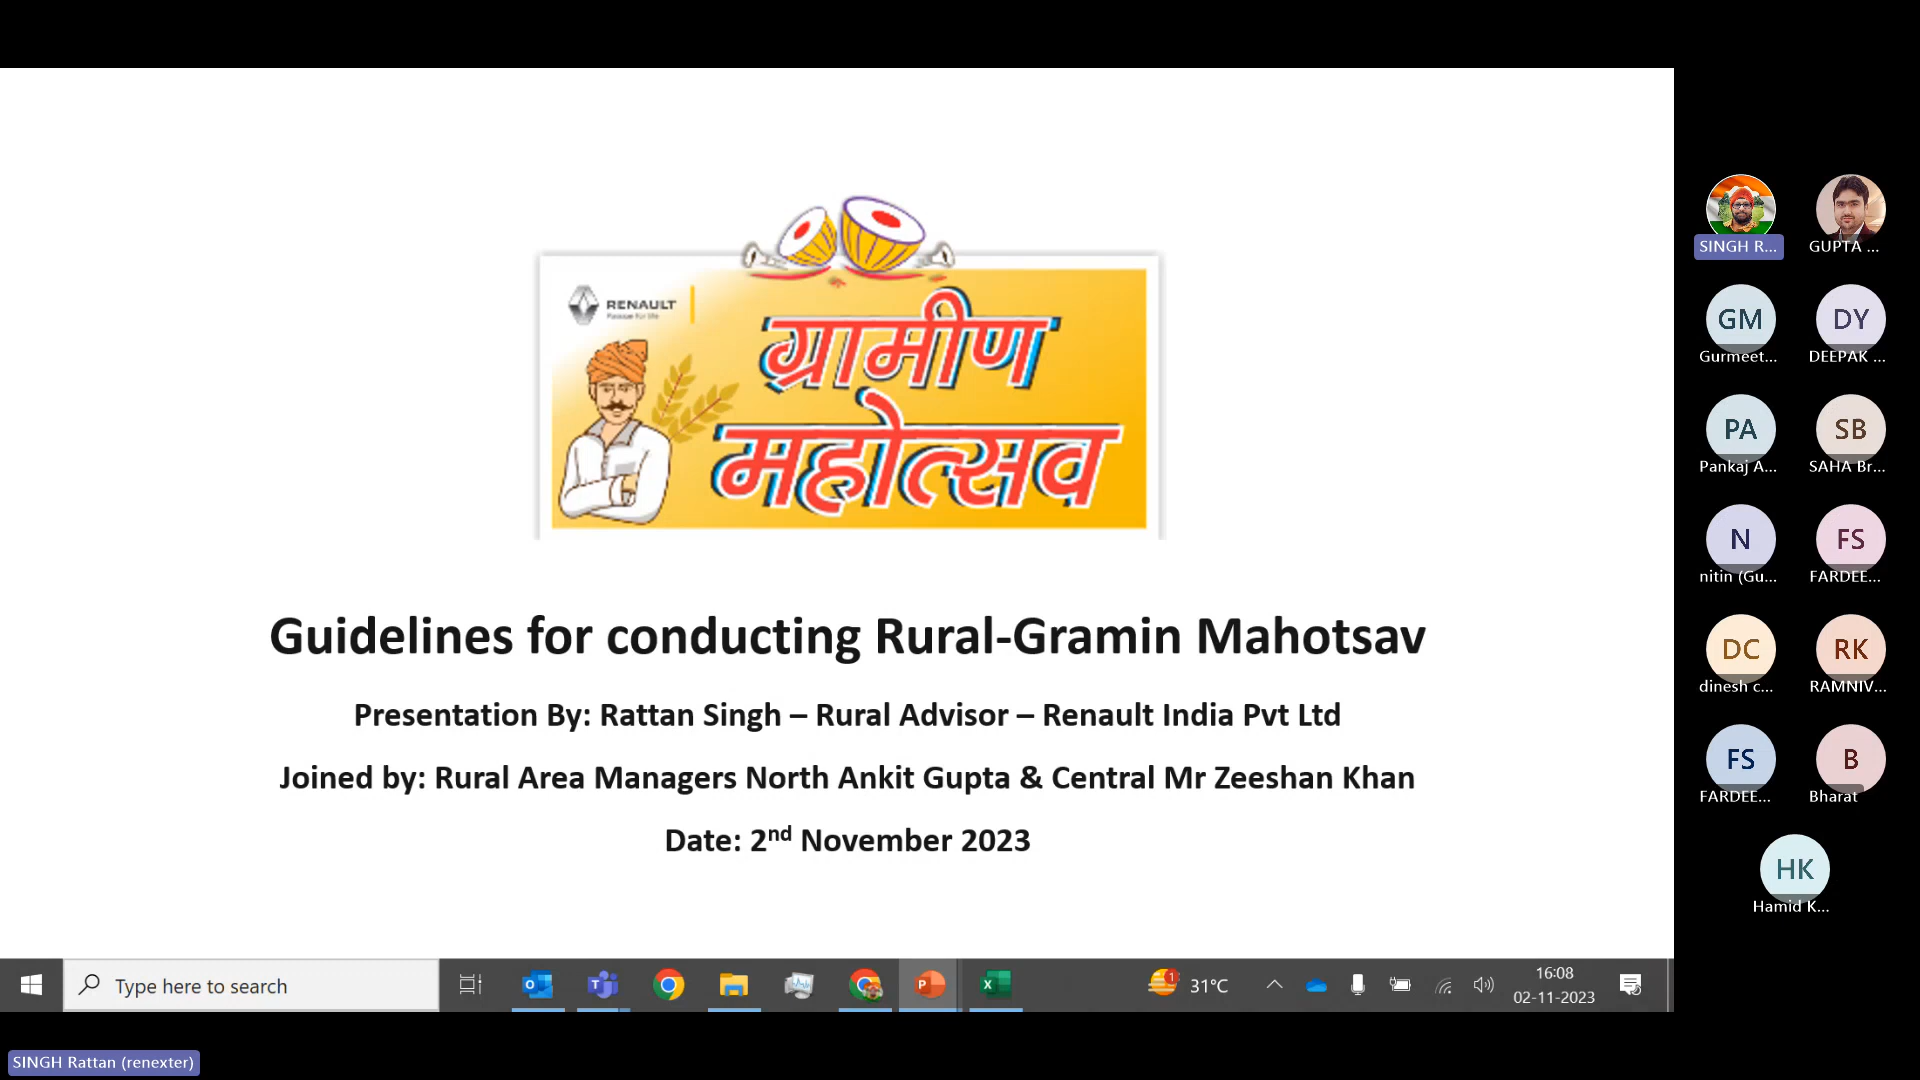 RENAULT
ग्रामीण
महोत्सव
Guidelines for conducting Rural-Gramin Mahotsav
Presentation By: Rattan Singh – Rural Advisor – Renault India Pvt Ltd
Joined by: Rural Area Managers North Ankit Gupta & Central Mr Zeeshan Khan
Date: 2nd November 2023
SINGH R...
GUPTA ...
GM
DY
Gurmeet...
DEEPAK ...
PA
SB
Pankaj A...
SAHA Br...
N
FS
nitin (Gu...
FARDEE...
DC
RK
dinesh c...
RAMNIV...
FS
B
FARDEE...
Bharat
HK
Hamid K...
Type here to search
1
31°C
16:08
02-11-2023
SINGH Rattan (renexter)